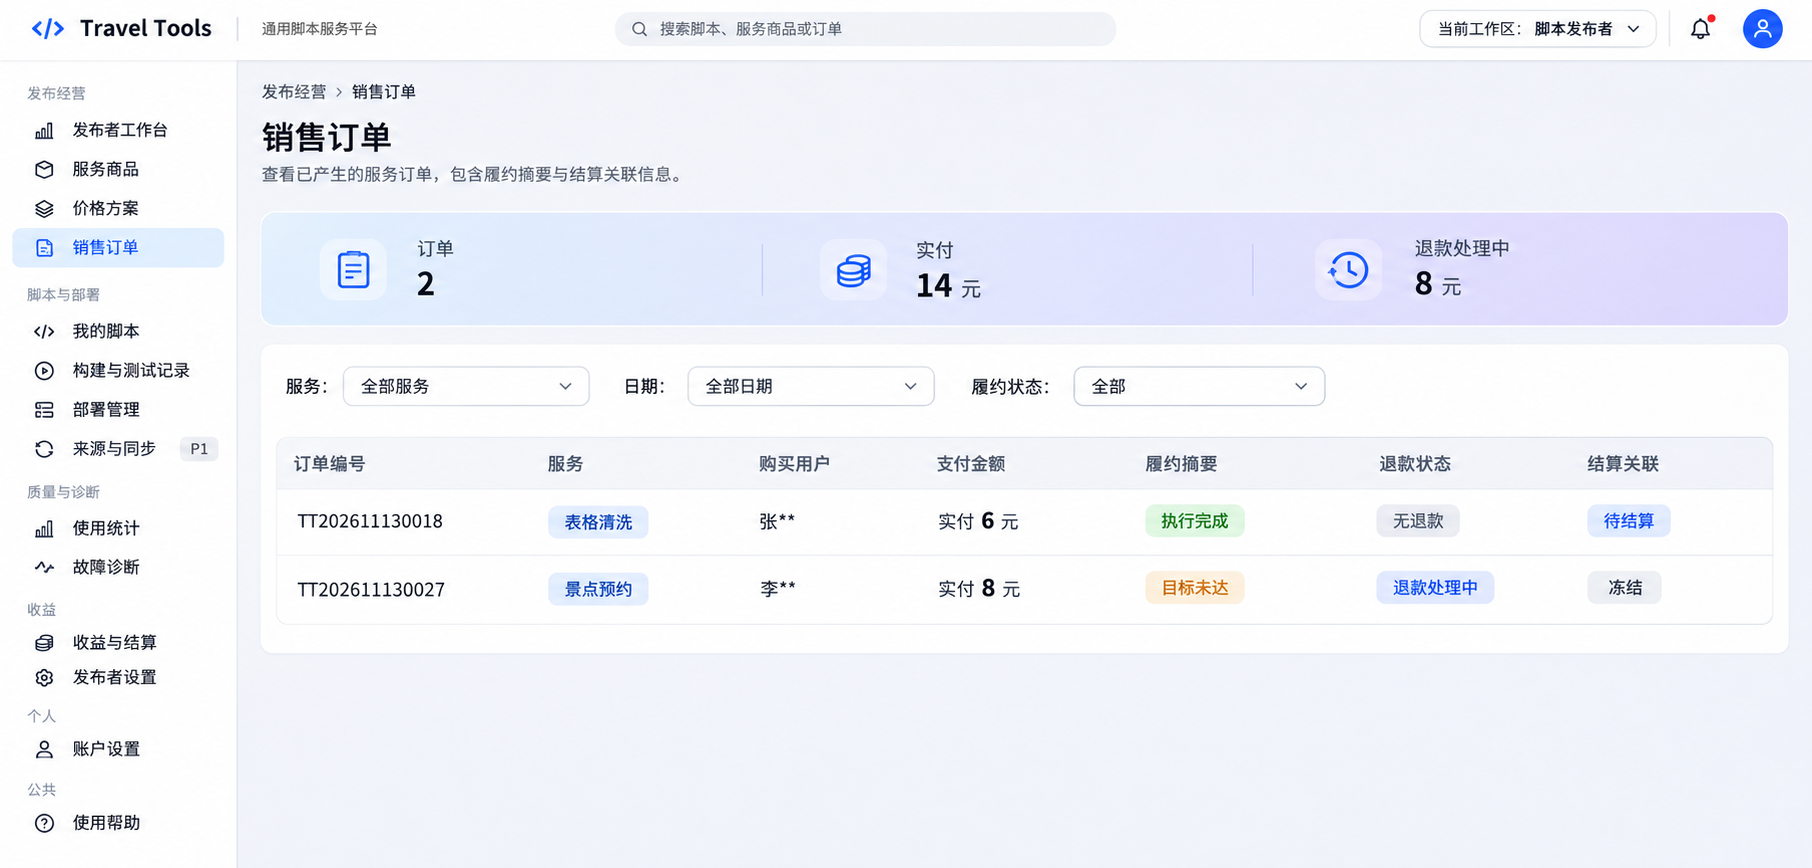 Travel Tools
通用脚本服务平台
搜索脚本、服务商品或订单
当前工作区： 脚本发布者
发布经营
发布者工作台
服务商品
价格方案
销售订单
脚本与部署
我的脚本
构建与测试记录
部署管理
来源与同步 P1
质量与诊断
使用统计
故障诊断
收益
收益与结算
发布者设置
个人
账户设置
公共
使用帮助
发布经营 > 销售订单
销售订单
查看已产生的服务订单，包含履约摘要与结算关联信息。
订单
2
实付
14 元
退款处理中
8 元
服务： 全部服务 日期： 全部日期 履约状态： 全部
订单编号 服务 购买用户 支付金额 履约摘要 退款状态 结算关联
TT202611130018 表格清洗 张** 实付 6 元 执行完成 无退款 待结算
TT202611130027 景点预约 李** 实付 8 元 目标未达 退款处理中 冻结